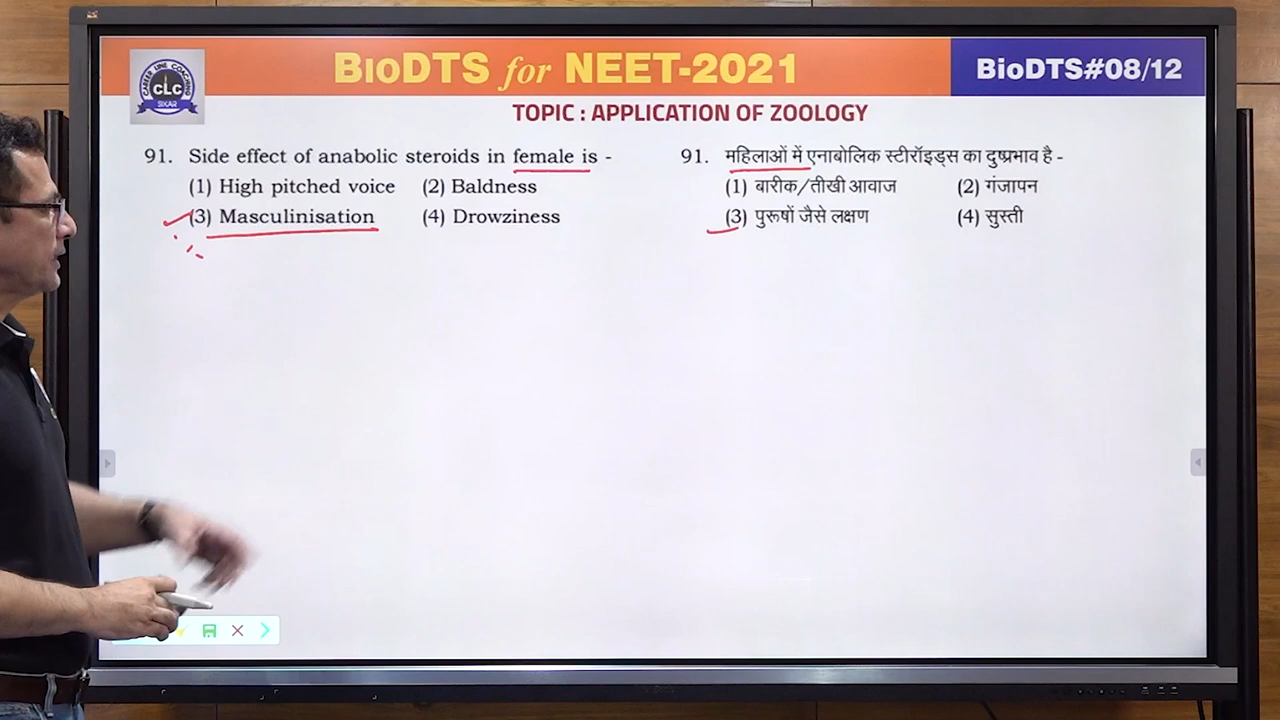 BIODTS for NEET-2021
BIODTS#08/12
CAREER LINE COACHING
CLC
SIKAR
TOPIC : APPLICATION OF ZOOLOGY
91. Side effect of anabolic steroids in female is -
(1) High pitched voice (2) Baldness
(3) Masculinisation (4) Drowziness
91. महिलाओं में एनाबोलिक स्टीरॉइड्स का दुष्प्रभाव है -
(1) बारीक/तीखी आवाज (2) गंजापन
(3) पुरूषों जैसे लक्षण (4) सुस्ती